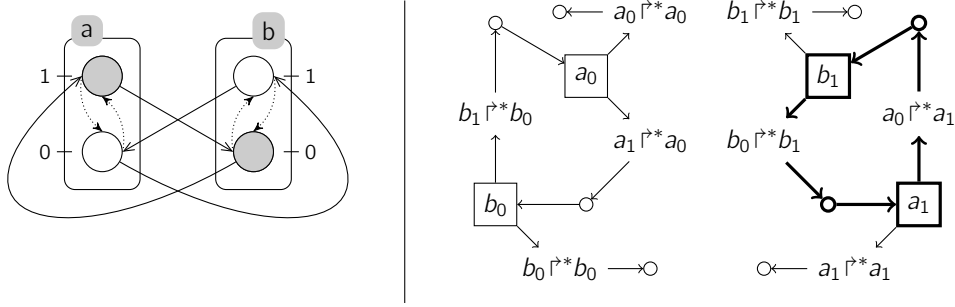 a b
1 1
0 0
a₀ ↱* a₀ b₁ ↱* b₁
a₀ b₁
b₁ ↱* b₀ a₀ ↱* a₁
a₁ ↱* a₀ b₀ ↱* b₁
b₀ a₁
b₀ ↱* b₀ a₁ ↱* a₁